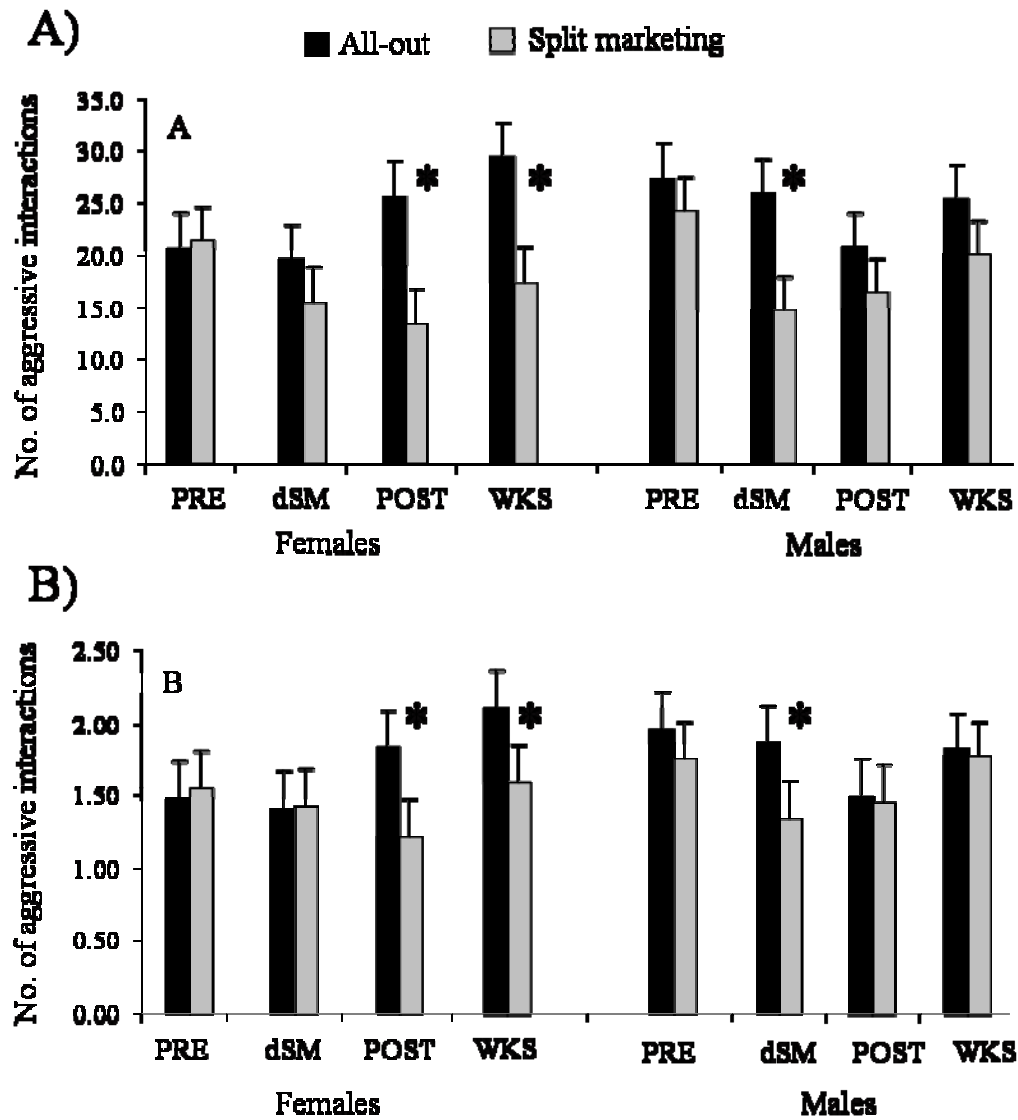 A)
All-out Split marketing
No. of aggressive interactions
A
35.0
30.0
25.0
20.0
15.0
10.0
5.0
0.0
PRE dSM POST WKS PRE dSM POST WKS
Females Males
B)
No. of aggressive interactions
B
2.50
2.00
1.50
1.00
0.50
0.00
PRE dSM POST WKS PRE dSM POST WKS
Females Males